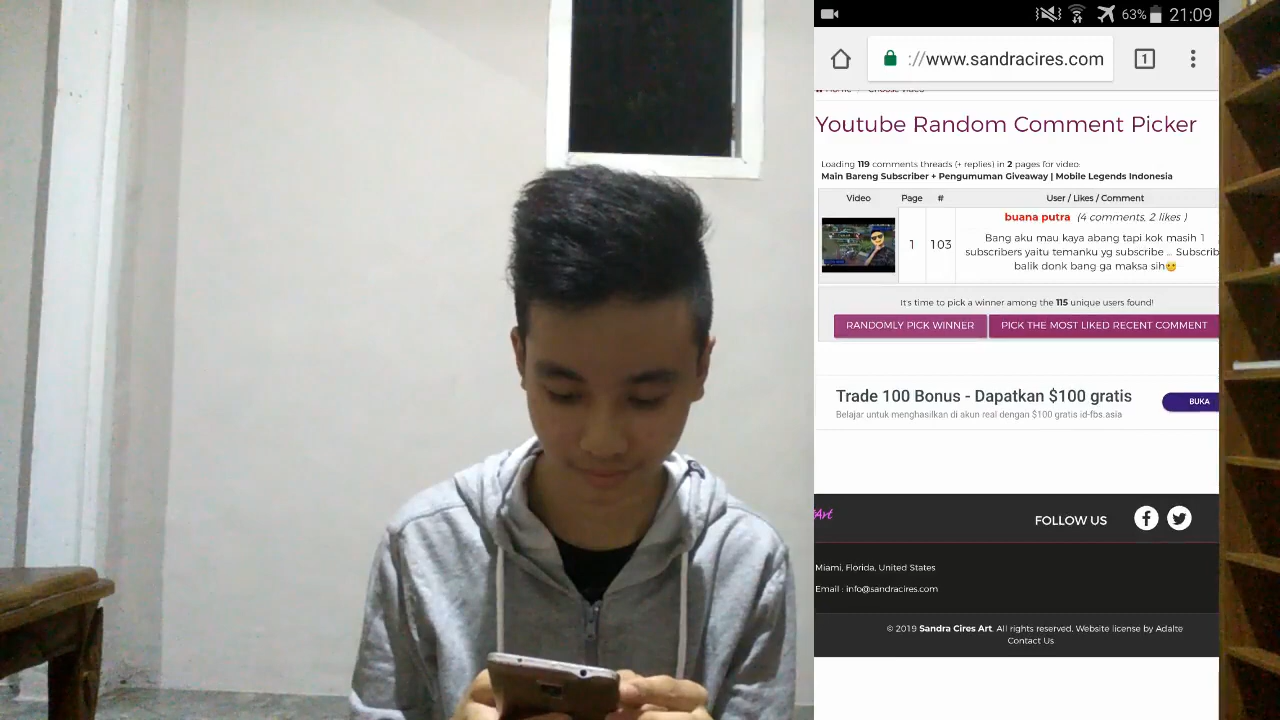 63% 21:09
://www.sandracires.com
1
Home / Choose video
Youtube Random Comment Picker
Loading 119 comments threads (+ replies) in 2 pages for video:
Main Bareng Subscriber + Pengumuman Giveaway | Mobile Legends Indonesia
Video Page # User / Likes / Comment
buana putra (4 comments, 2 likes )
1 103
Bang aku mau kaya abang tapi kok masih 1
subscribers yaitu temanku yg subscribe ... Subscrib
balik donk bang ga maksa sih😀
It's time to pick a winner among the 115 unique users found!
RANDOMLY PICK WINNER PICK THE MOST LIKED RECENT COMMENT
Trade 100 Bonus - Dapatkan $100 gratis
Belajar untuk menghasilkan di akun real dengan $100 gratis id-fbs.asia
BUKA
Art
FOLLOW US
Miami, Florida, United States
Email : info@sandracires.com
© 2019 Sandra Cires Art. All rights reserved. Website license by Adalte
Contact Us